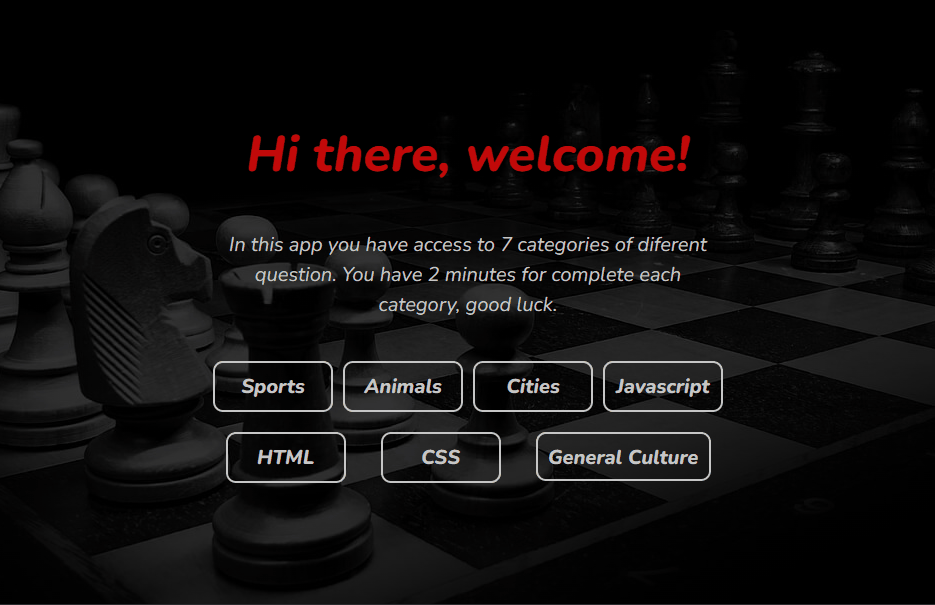 Hi there, welcome!
In this app you have access to 7 categories of diferent
question. You have 2 minutes for complete each
category, good luck.
Sports Animals Cities Javascript
HTML CSS General Culture